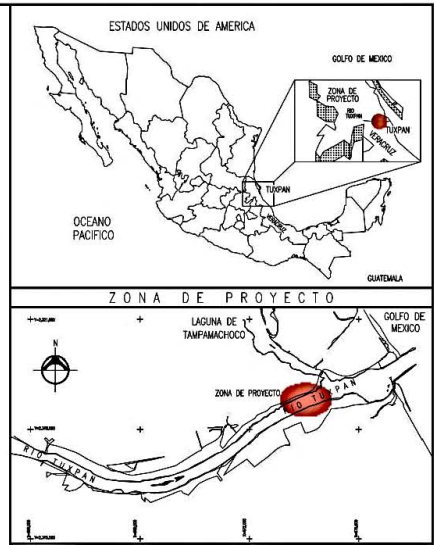 ESTADOS UNIDOS DE AMERICA
GOLFO DE MEXICO
ZONA DE
PROYECTO
RIO
TUXPAN
TUXPAN
VERACRUZ
TUXPAN
VERACRUZ
OCEANO
PACIFICO
GUATEMALA
ZONA DE PROYECTO
LAGUNA DE
TAMPAMACHOCO
GOLFO DE
MEXICO
N
ZONA DE PROYECTO
RIO TUXPAN
RIO TUXPAN